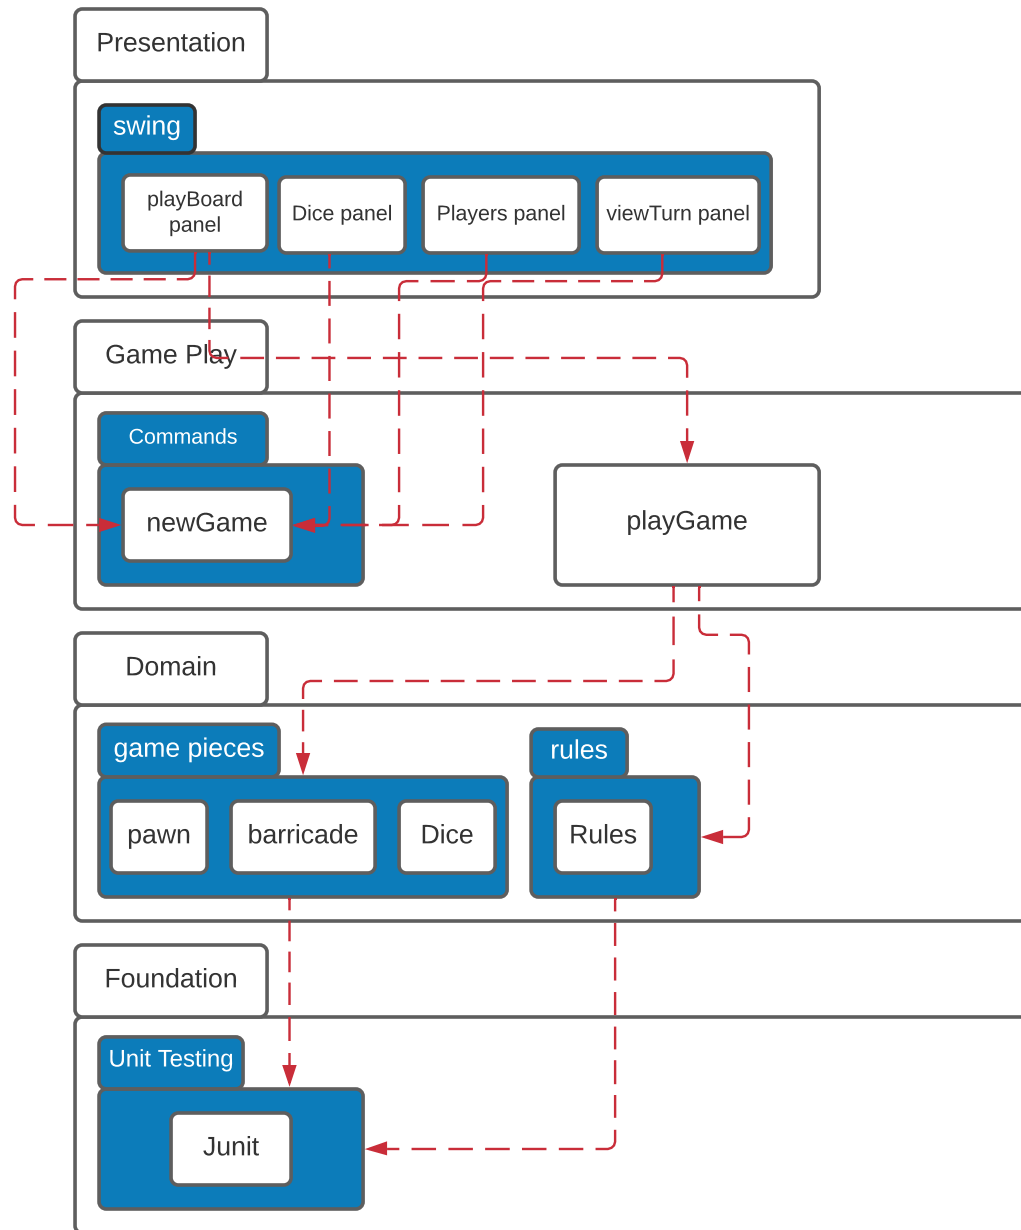 Presentation
swing
playBoard
panel
Dice panel
Players panel
viewTurn panel
Game Play
Commands
newGame
playGame
Domain
game pieces
rules
pawn
barricade
Dice
Rules
Foundation
Unit Testing
Junit